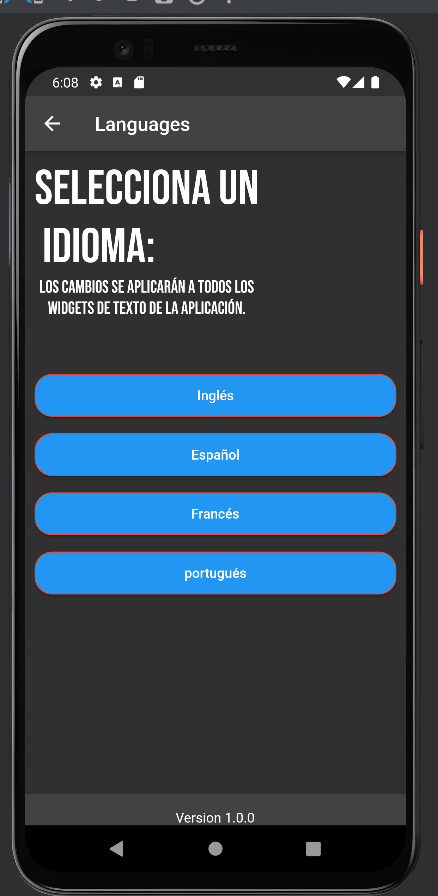 6:08
Languages
SELECCIONA UN
IDIOMA:
LOS CAMBIOS SE APLICARÁN A TODOS LOS
WIDGETS DE TEXTO DE LA APLICACIÓN.
Inglés
Español
Francés
portugués
Version 1.0.0